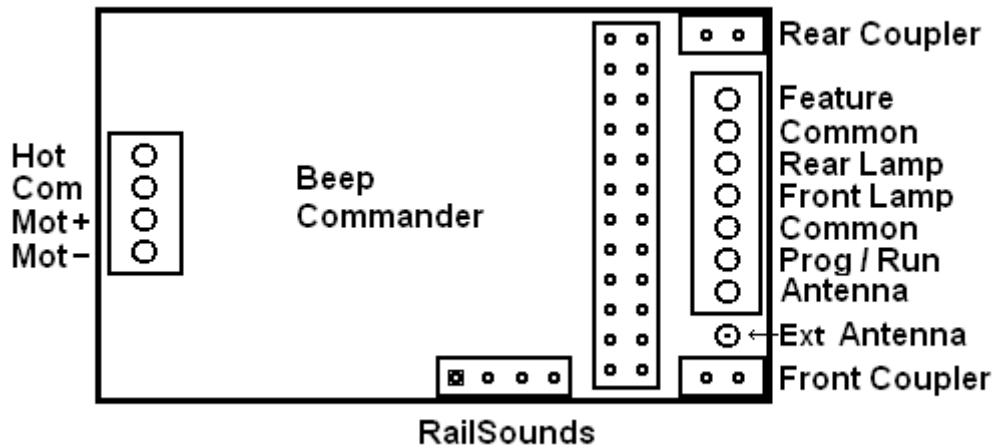 Rear Coupler
Feature
Common
Rear Lamp
Front Lamp
Common
Prog / Run
Antenna
Ext Antenna
Front Coupler
Hot
Com
Mot+
Mot−
Beep
Commander
RailSounds